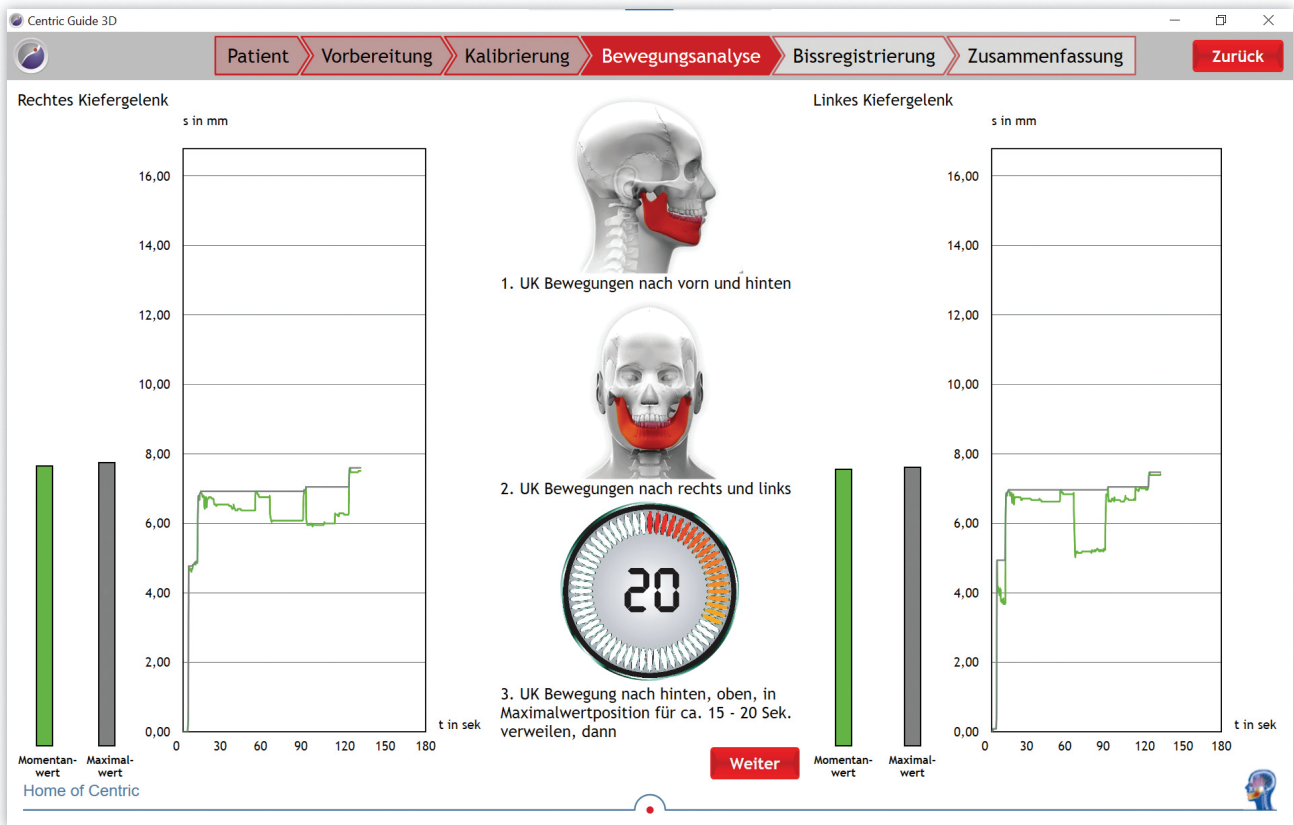 Centric Guide 3D
Patient
Vorbereitung
Kalibrierung
Bewegungsanalyse
Bissregistrierung
Zusammenfassung
Zurück
Rechtes Kiefergelenk
s in mm
16,00
14,00
12,00
10,00
8,00
6,00
4,00
2,00
0,00
0 30 60 90 120 150 180
t in sek
Momentan-
wert
Maximal-
wert
1. UK Bewegungen nach vorn und hinten
2. UK Bewegungen nach rechts und links
20
3. UK Bewegung nach hinten, oben, in
Maximalwertposition für ca. 15 - 20 Sek.
verweilen, dann
Weiter
Linkes Kiefergelenk
s in mm
16,00
14,00
12,00
10,00
8,00
6,00
4,00
2,00
0,00
0 30 60 90 120 150 180
t in sek
Momentan-
wert
Maximal-
wert
Home of Centric